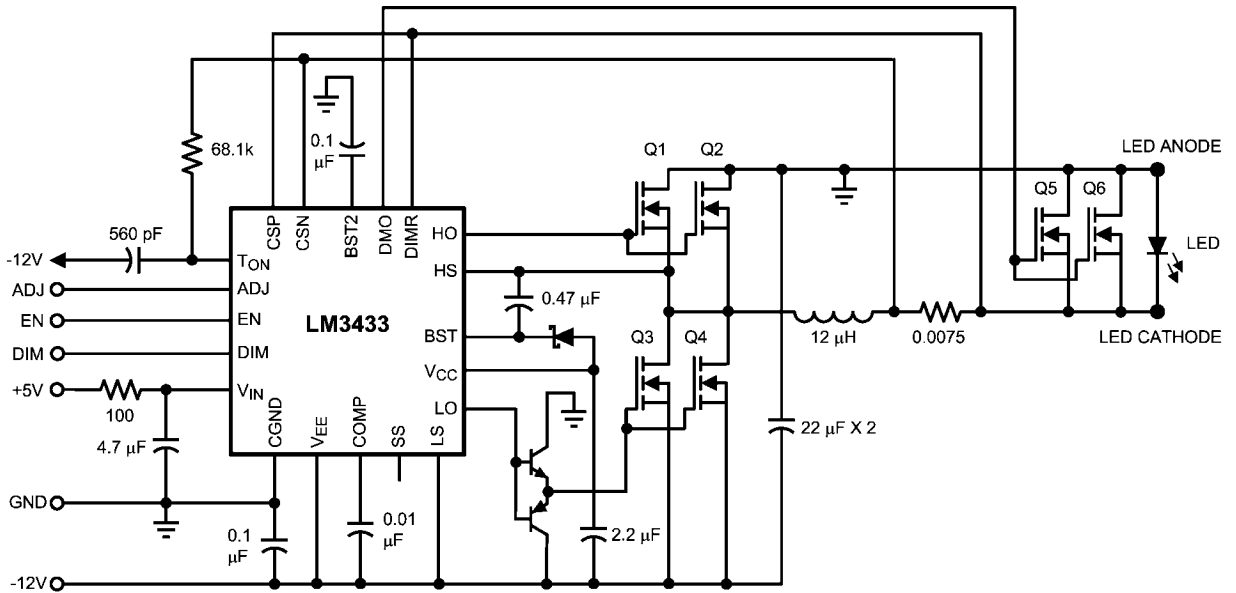 Q1
Q2
LED ANODE
Q5
Q6
LED
LED CATHODE
68.1k
0.1
µF
CSP
CSN
BST2
DMO
DIMR
560 pF
-12V
TON
HO
ADJ
ADJ
HS
0.47 µF
EN
EN
LM3433
12 µH
0.0075
DIM
DIM
BST
Q3
Q4
+5V
100
VIN
VCC
LO
4.7 µF
CGND
VEE
COMP
SS
LS
22 µF X 2
GND
0.1
µF
0.01
µF
2.2 µF
-12V